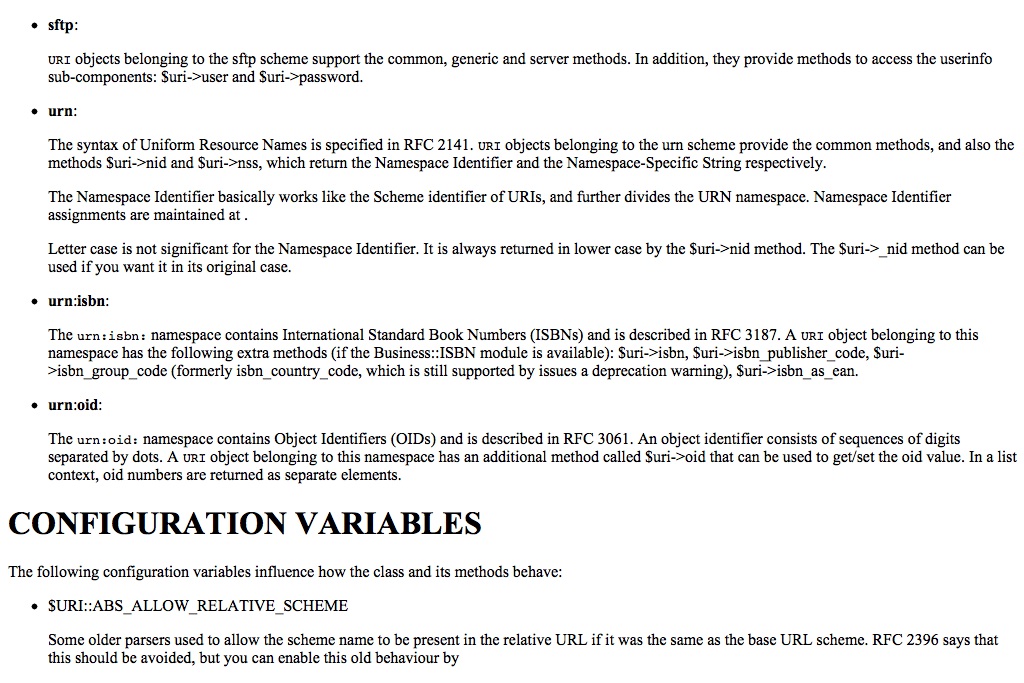 • sftp:
URI objects belonging to the sftp scheme support the common, generic and server methods. In addition, they provide methods to access the userinfo
sub-components: $uri->user and $uri->password.
• urn:
The syntax of Uniform Resource Names is specified in RFC 2141. URI objects belonging to the urn scheme provide the common methods, and also the
methods $uri->nid and $uri->nss, which return the Namespace Identifier and the Namespace-Specific String respectively.
The Namespace Identifier basically works like the Scheme identifier of URIs, and further divides the URN namespace. Namespace Identifier
assignments are maintained at .
Letter case is not significant for the Namespace Identifier. It is always returned in lower case by the $uri->nid method. The $uri->_nid method can be
used if you want it in its original case.
• urn:isbn:
The urn:isbn: namespace contains International Standard Book Numbers (ISBNs) and is described in RFC 3187. A URI object belonging to this
namespace has the following extra methods (if the Business::ISBN module is available): $uri->isbn, $uri->isbn_publisher_code, $uri-
>isbn_group_code (formerly isbn_country_code, which is still supported by issues a deprecation warning), $uri->isbn_as_ean.
• urn:oid:
The urn:oid: namespace contains Object Identifiers (OIDs) and is described in RFC 3061. An object identifier consists of sequences of digits
separated by dots. A URI object belonging to this namespace has an additional method called $uri->oid that can be used to get/set the oid value. In a list
context, oid numbers are returned as separate elements.
CONFIGURATION VARIABLES
The following configuration variables influence how the class and its methods behave:
• $URI::ABS_ALLOW_RELATIVE_SCHEME
Some older parsers used to allow the scheme name to be present in the relative URL if it was the same as the base URL scheme. RFC 2396 says that
this should be avoided, but you can enable this old behaviour by